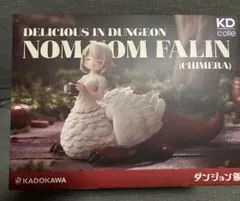 DELICIOUS IN DUNGEON
KD
colle
NOM NOM FALIN
(CHIMERA)
KADOKAWA
ダンジョン飯